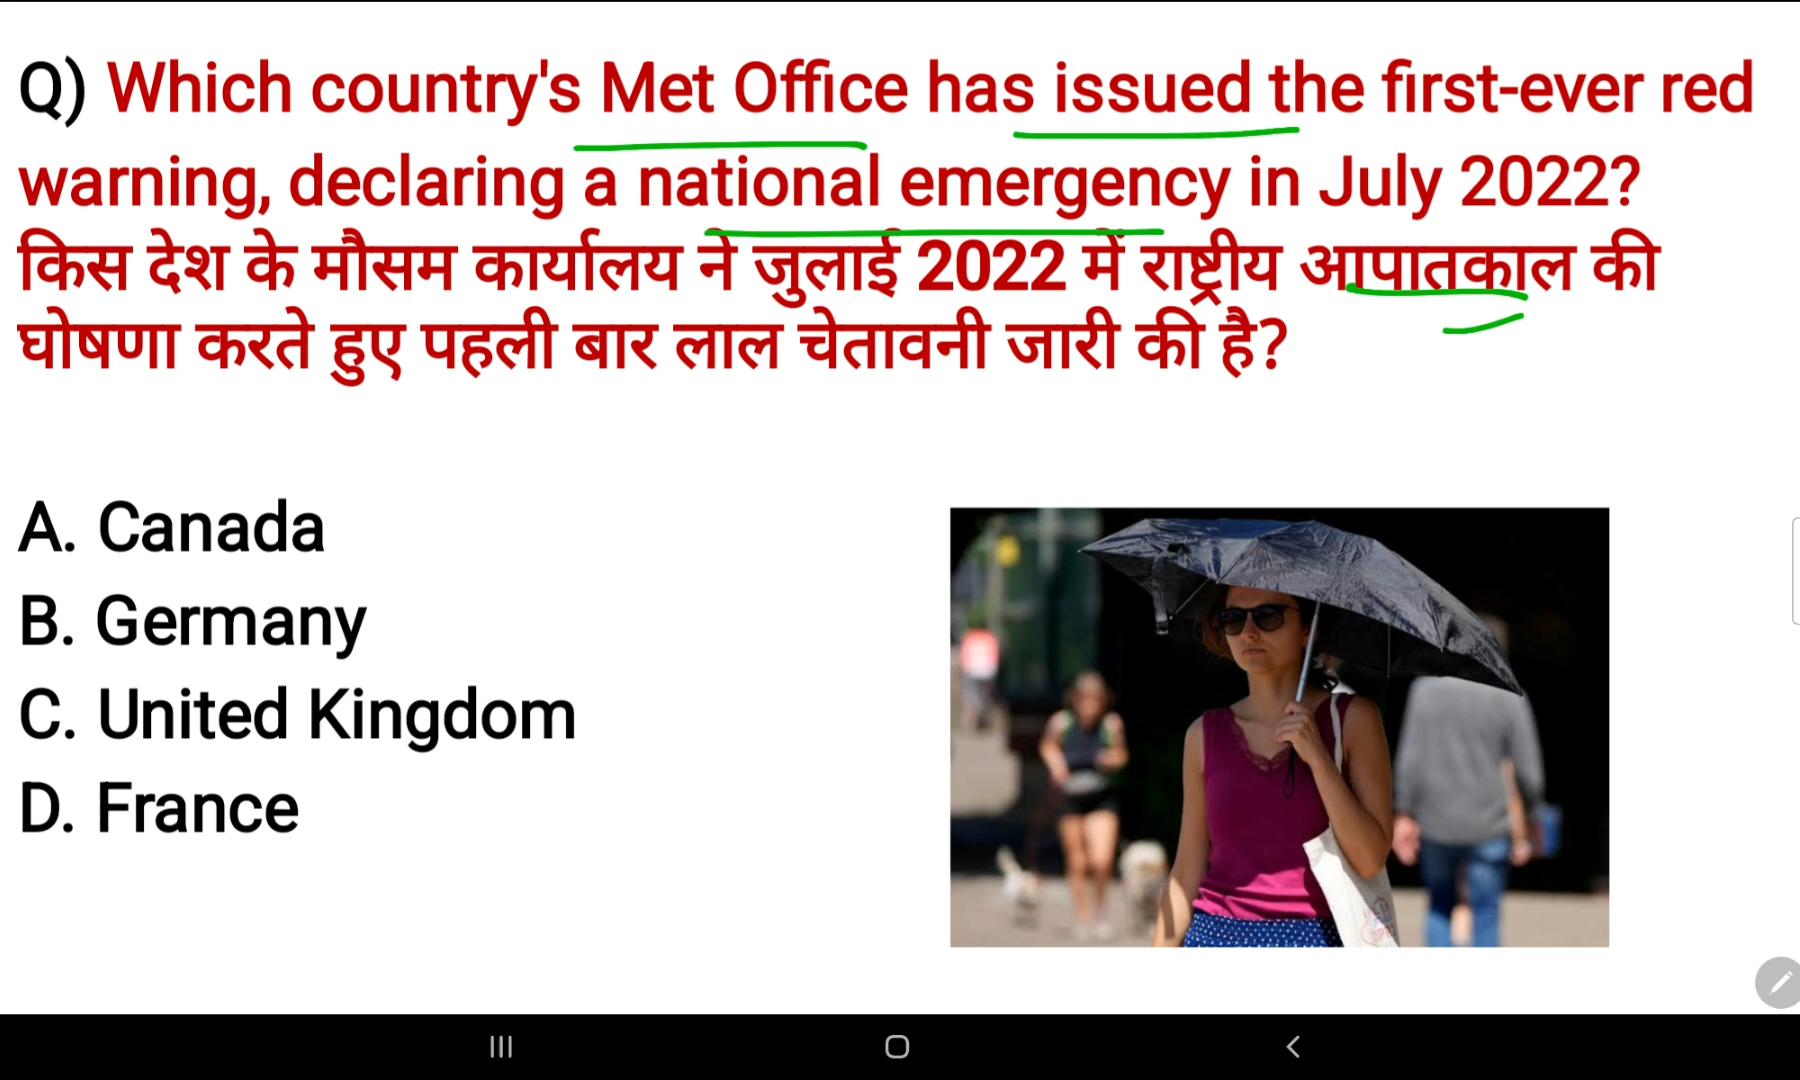 Q) Which country's Met Office has issued the first-ever red
warning, declaring a national emergency in July 2022?
किस देश के मौसम कार्यालय ने जुलाई 2022 में राष्ट्रीय आपातकाल की
घोषणा करते हुए पहली बार लाल चेतावनी जारी की है?
A. Canada
B. Germany
C. United Kingdom
D. France